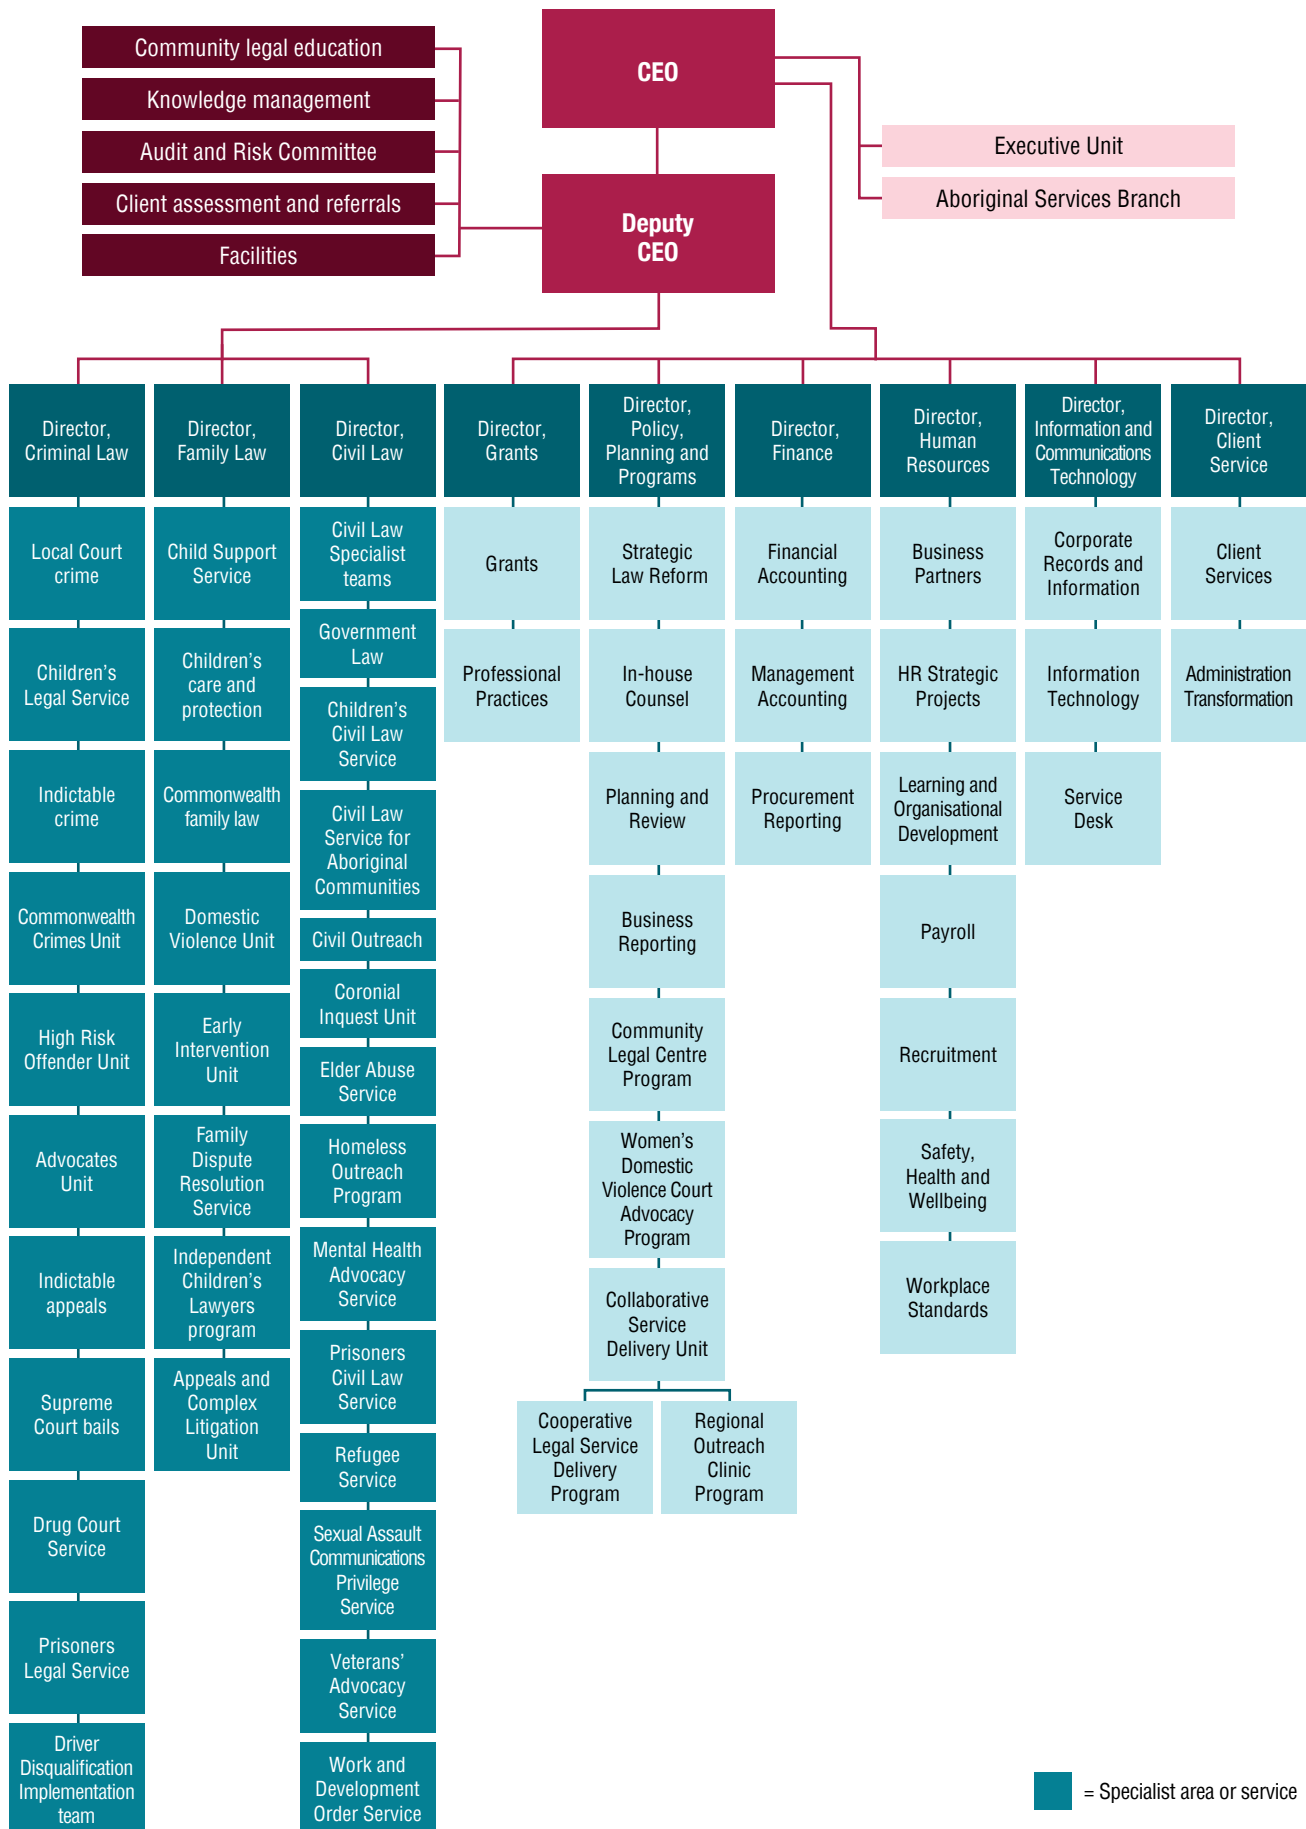 Community legal education
Knowledge management
Audit and Risk Committee
Client assessment and referrals
Facilities
CEO
Deputy
CEO
Executive Unit
Aboriginal Services Branch
Director,
Criminal Law
Local Court
crime
Children's
Legal Service
Indictable
crime
Commonwealth
Crimes Unit
High Risk
Offender Unit
Advocates
Unit
Indictable
appeals
Supreme
Court bails
Drug Court
Service
Prisoners
Legal Service
Driver
Disqualification
Implementation
team
Director,
Family Law
Child Support
Service
Children's
care and
protection
Commonwealth
family law
Domestic
Violence Unit
Early
Intervention
Unit
Family
Dispute
Resolution
Service
Independent
Children's
Lawyers
program
Appeals and
Complex
Litigation
Unit
Director,
Civil Law
Civil Law
Specialist
teams
Government
Law
Children's
Civil Law
Service
Civil Law
Service for
Aboriginal
Communities
Civil Outreach
Coronial
Inquest Unit
Elder Abuse
Service
Homeless
Outreach
Program
Mental Health
Advocacy
Service
Prisoners
Civil Law
Service
Refugee
Service
Sexual Assault
Communications
Privilege
Service
Veterans'
Advocacy
Service
Work and
Development
Order Service
Director,
Grants
Grants
Professional
Practices
Director,
Policy,
Planning and
Programs
Strategic
Law Reform
In-house
Counsel
Planning and
Review
Business
Reporting
Community
Legal Centre
Program
Women's
Domestic
Violence Court
Advocacy
Program
Collaborative
Service
Delivery Unit
Cooperative
Legal Service
Delivery
Program
Regional
Outreach
Clinic
Program
Director,
Finance
Financial
Accounting
Management
Accounting
Procurement
Reporting
Director,
Human
Resources
Business
Partners
HR Strategic
Projects
Learning and
Organisational
Development
Payroll
Recruitment
Safety,
Health and
Wellbeing
Workplace
Standards
Director,
Information and
Communications
Technology
Corporate
Records and
Information
Information
Technology
Service
Desk
Director,
Client
Service
Client
Services
Administration
Transformation
= Specialist area or service